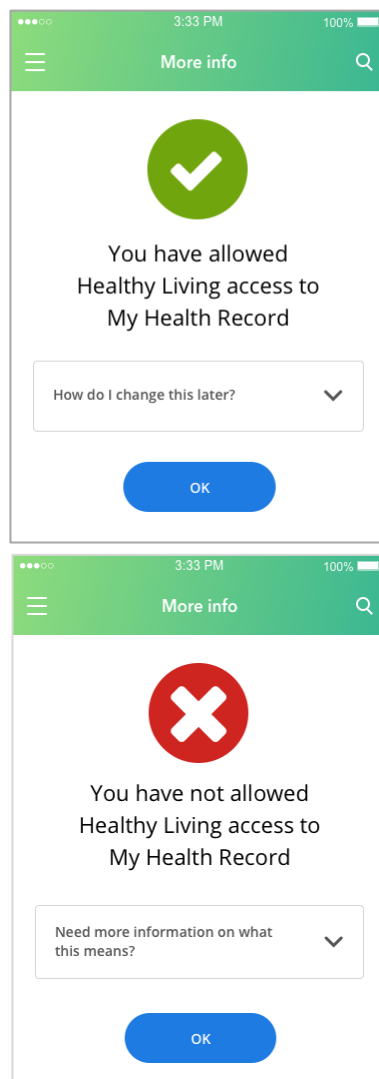 3:33 PM 100%
More info
You have allowed
Healthy Living access to
My Health Record
How do I change this later?
OK
3:33 PM 100%
More info
You have not allowed
Healthy Living access to
My Health Record
Need more information on what
this means?
OK